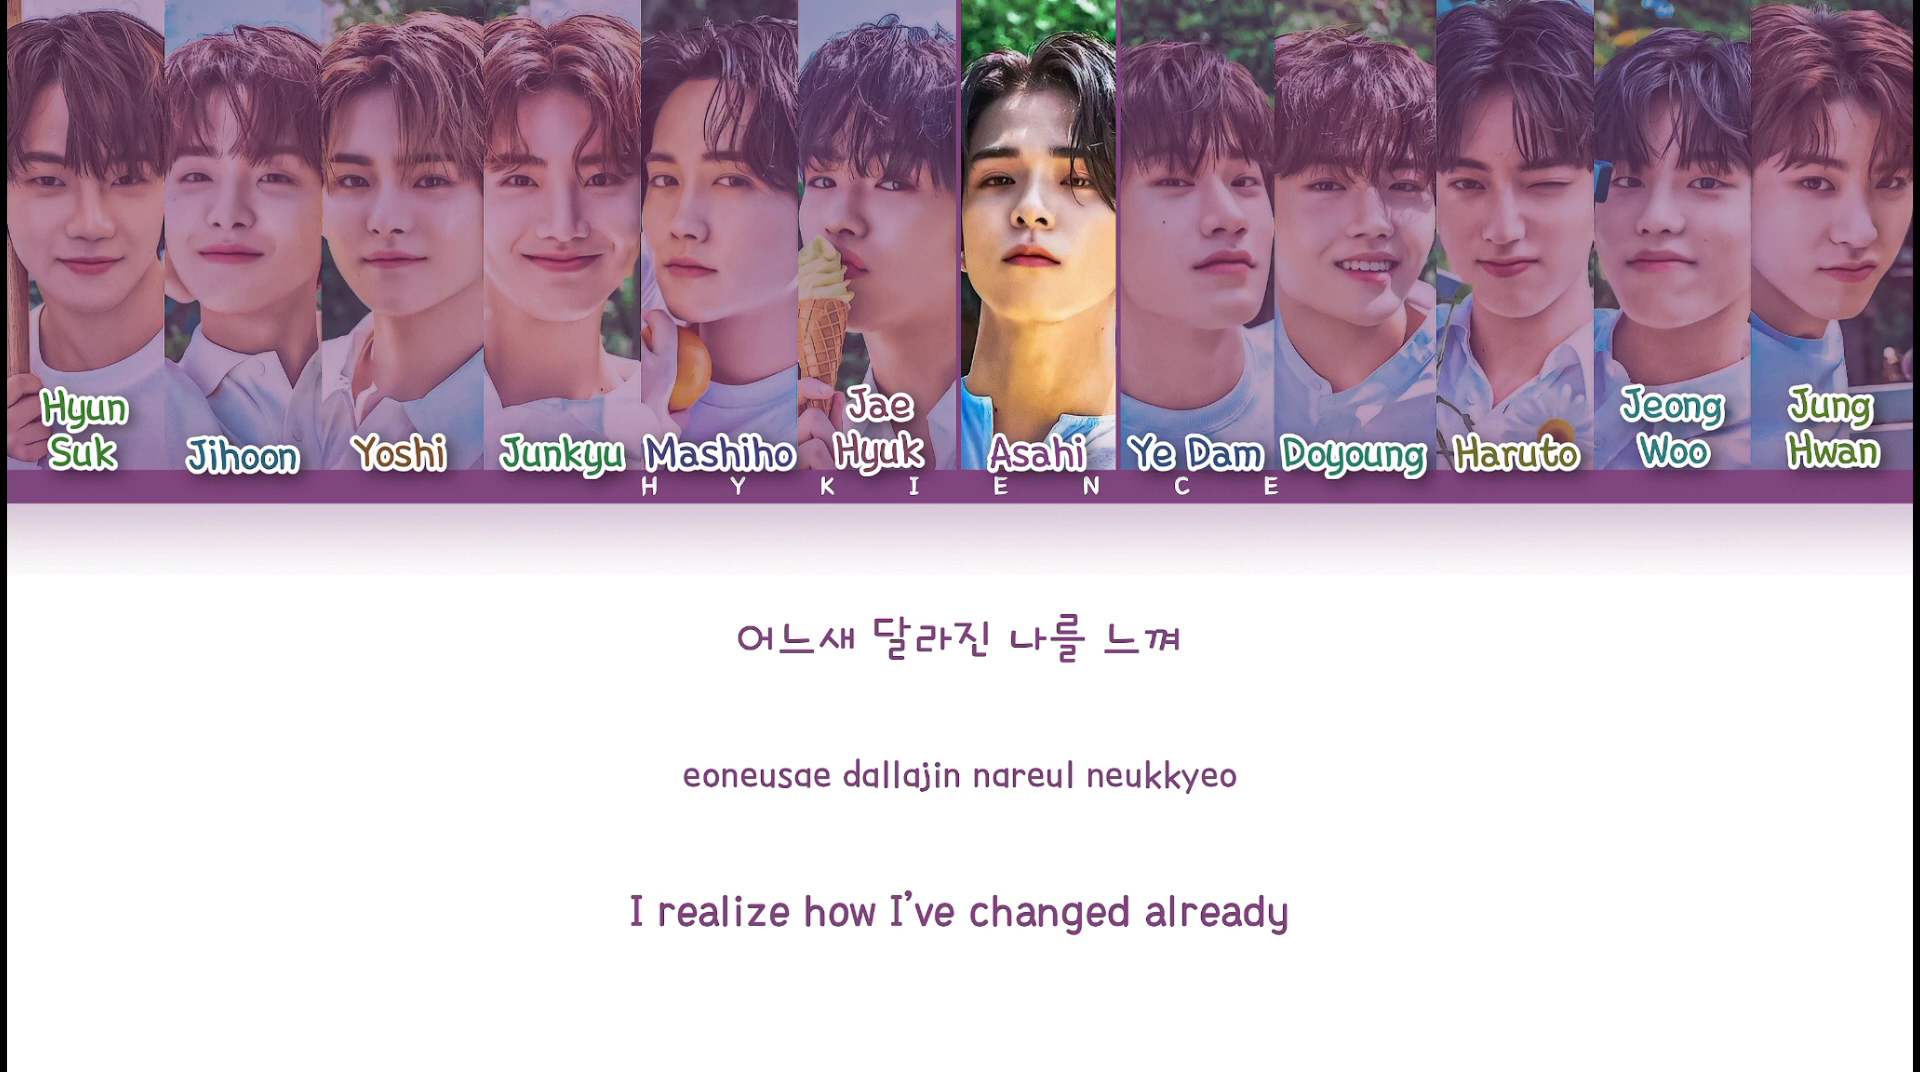 Hyun
Suk
Jihoon
Yoshi
Junkyu
Mashiho
Jae
Hyuk
Asahi
Ye Dam
Doyoung
Haruto
Jeong
Woo
Jung
Hwan
HYKIENCE
어느새 달라진 나를 느껴
eoneusae dallajin nareul neukkyeo
I realize how I've changed already